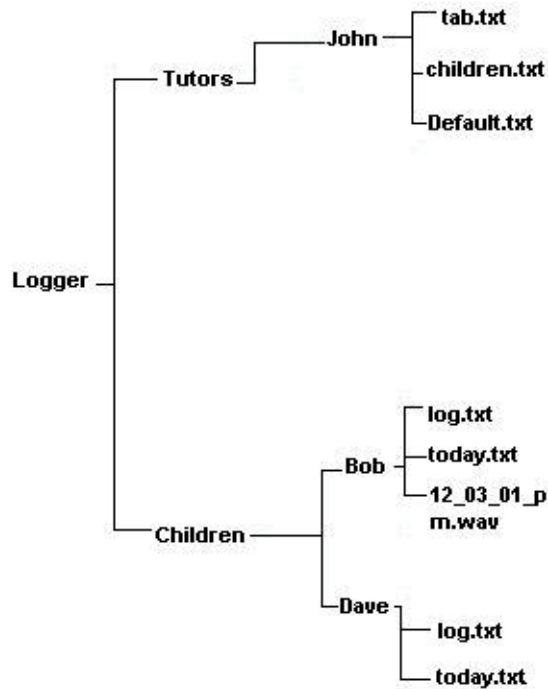 tab.txt
John
children.txt
Tutors
Default.txt
Logger
log.txt
today.txt
Bob
12_03_01_p
m.wav
Children
Dave
log.txt
today.txt